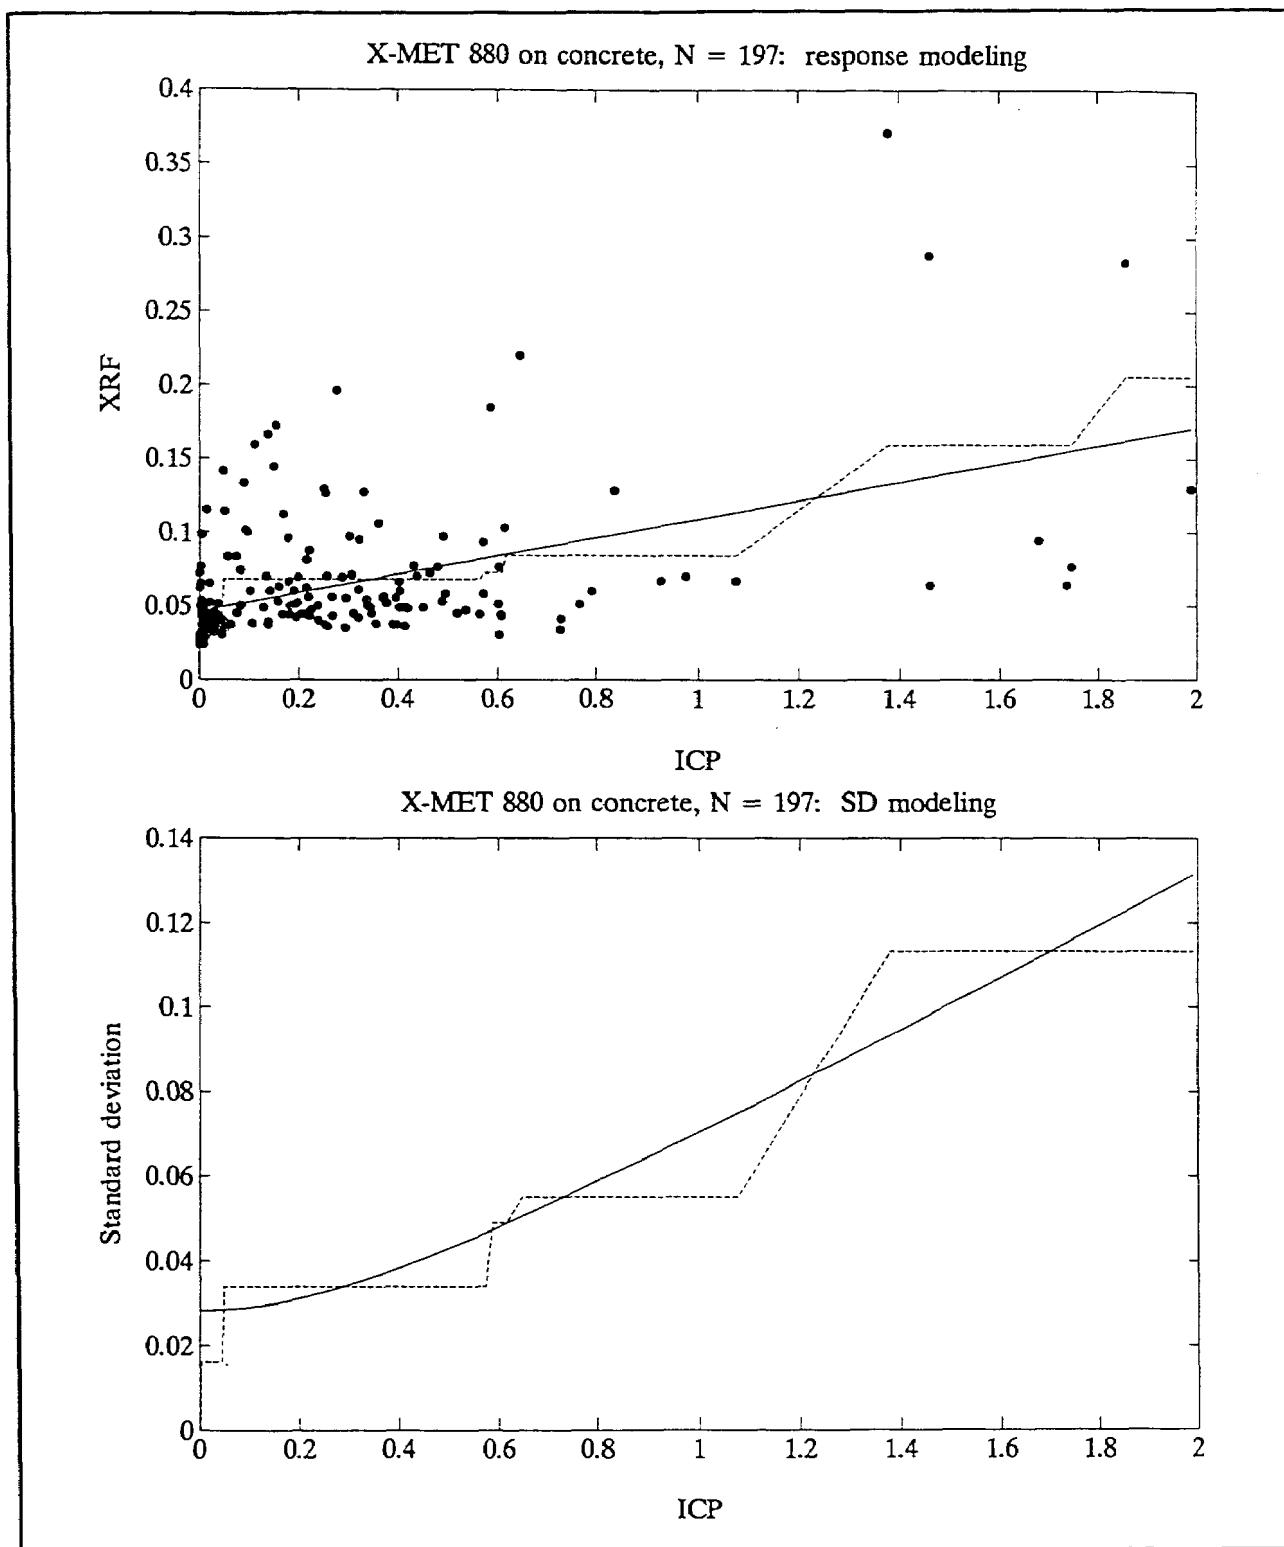 X-MET 880 on concrete, N = 197: response modeling
0.4
0.35
0.3
0.25
0.2
0.15
0.1
0.05
0
XRF
0 0.2 0.4 0.6 0.8 1 1.2 1.4 1.6 1.8 2
ICP
X-MET 880 on concrete, N = 197: SD modeling
0.14
0.12
0.1
0.08
0.06
0.04
0.02
0
Standard deviation
0 0.2 0.4 0.6 0.8 1 1.2 1.4 1.6 1.8 2
ICP